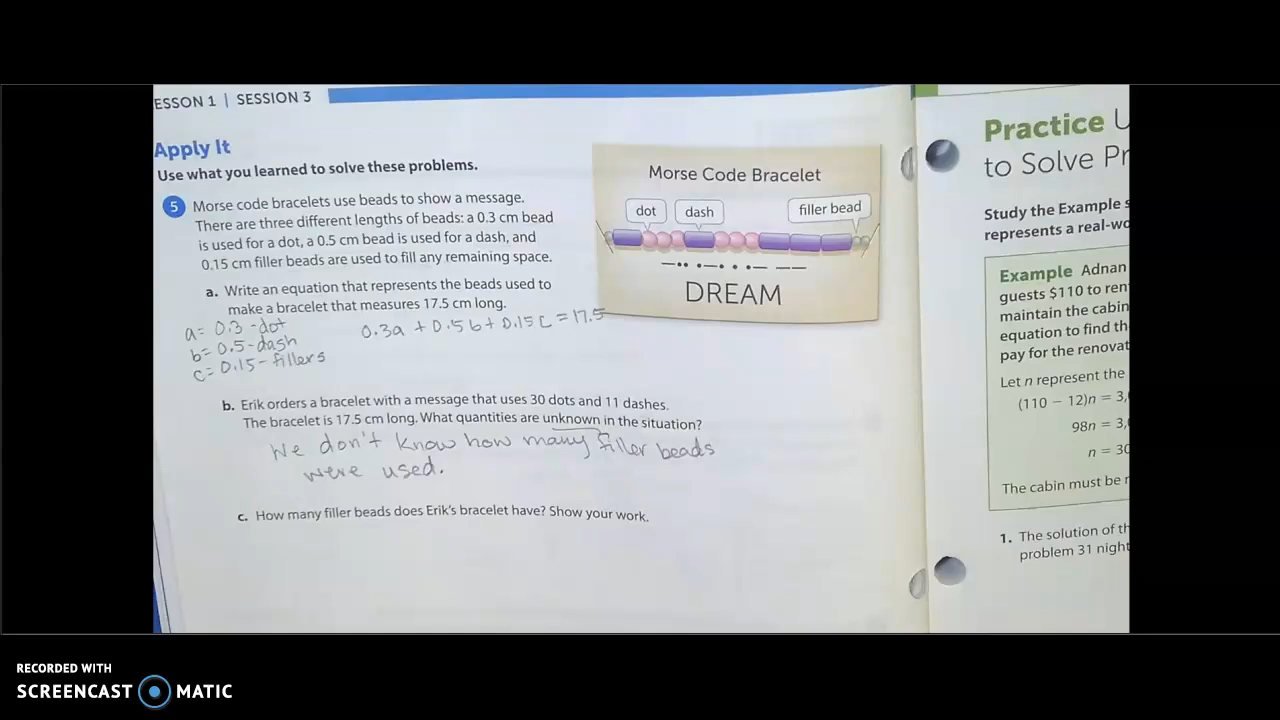 ESSON 1 | SESSION 3
Apply It
Use what you learned to solve these problems.
5 Morse code bracelets use beads to show a message.
There are three different lengths of beads: a 0.3 cm bead
is used for a dot, a 0.5 cm bead is used for a dash, and
0.15 cm filler beads are used to fill any remaining space.
a. Write an equation that represents the beads used to
make a bracelet that measures 17.5 cm long.
a = 0.3 - dot
b = 0.5 - dash
c = 0.15 - fillers
0.3a + 0.5b + 0.15c = 17.5
Morse Code Bracelet
dot dash filler bead
DREAM
b. Erik orders a bracelet with a message that uses 30 dots and 11 dashes.
The bracelet is 17.5 cm long. What quantities are unknown in the situation?
We don't know how many filler beads
were used.
c. How many filler beads does Erik's bracelet have? Show your work.
Practice U
to Solve Pr
Study the Example s
represents a real-wo
Example Adnan
guests $110 to ren
maintain the cabin
equation to find th
pay for the renovat
Let n represent the
(110 − 12)n = 3,
98n = 3,
n = 30
The cabin must be r
1. The solution of th
problem 31 night
RECORDED WITH
SCREENCAST MATIC